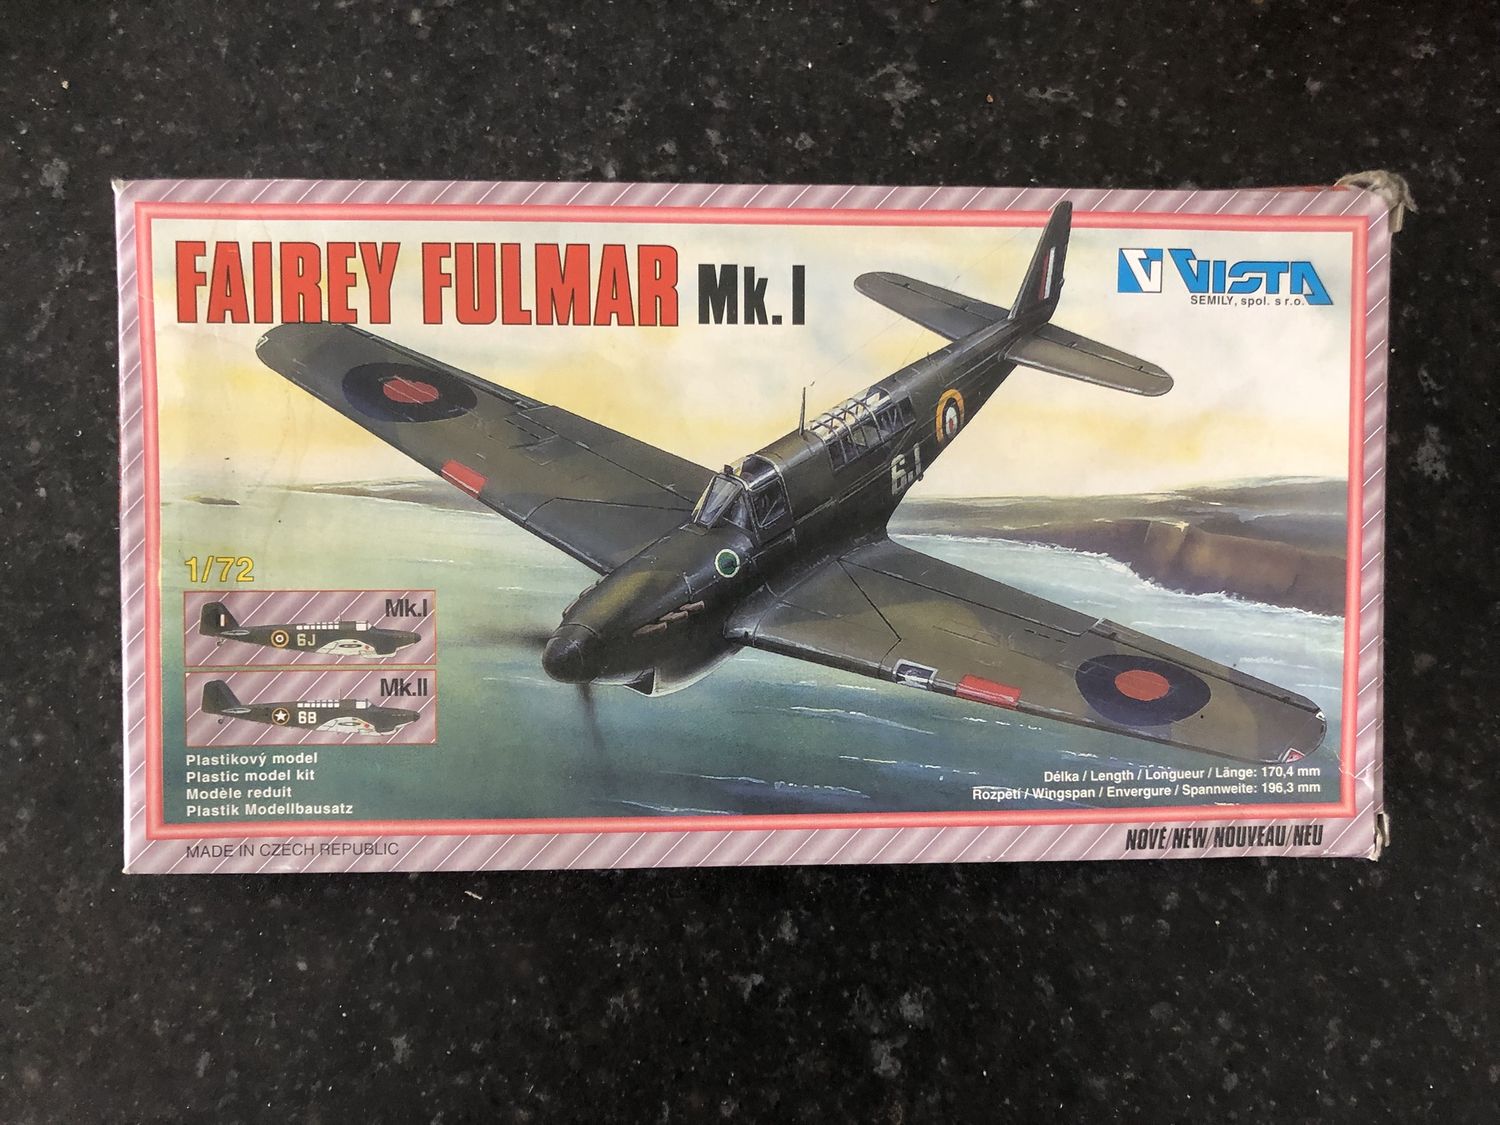 FAIREY FULMAR Mk.I
VISTA
SEMILY, spol. s r.o.
6J
1/72
Mk.I
6J
Mk.II
6B
Plastikový model
Plastic model kit
Modèle reduit
Plastik Modellbausatz
Délka / Length / Longueur / Länge: 170,4 mm
Rozpětí / Wingspan / Envergure / Spannweite: 196,3 mm
MADE IN CZECH REPUBLIC
NOVÉ/NEW/NOUVEAU/NEU